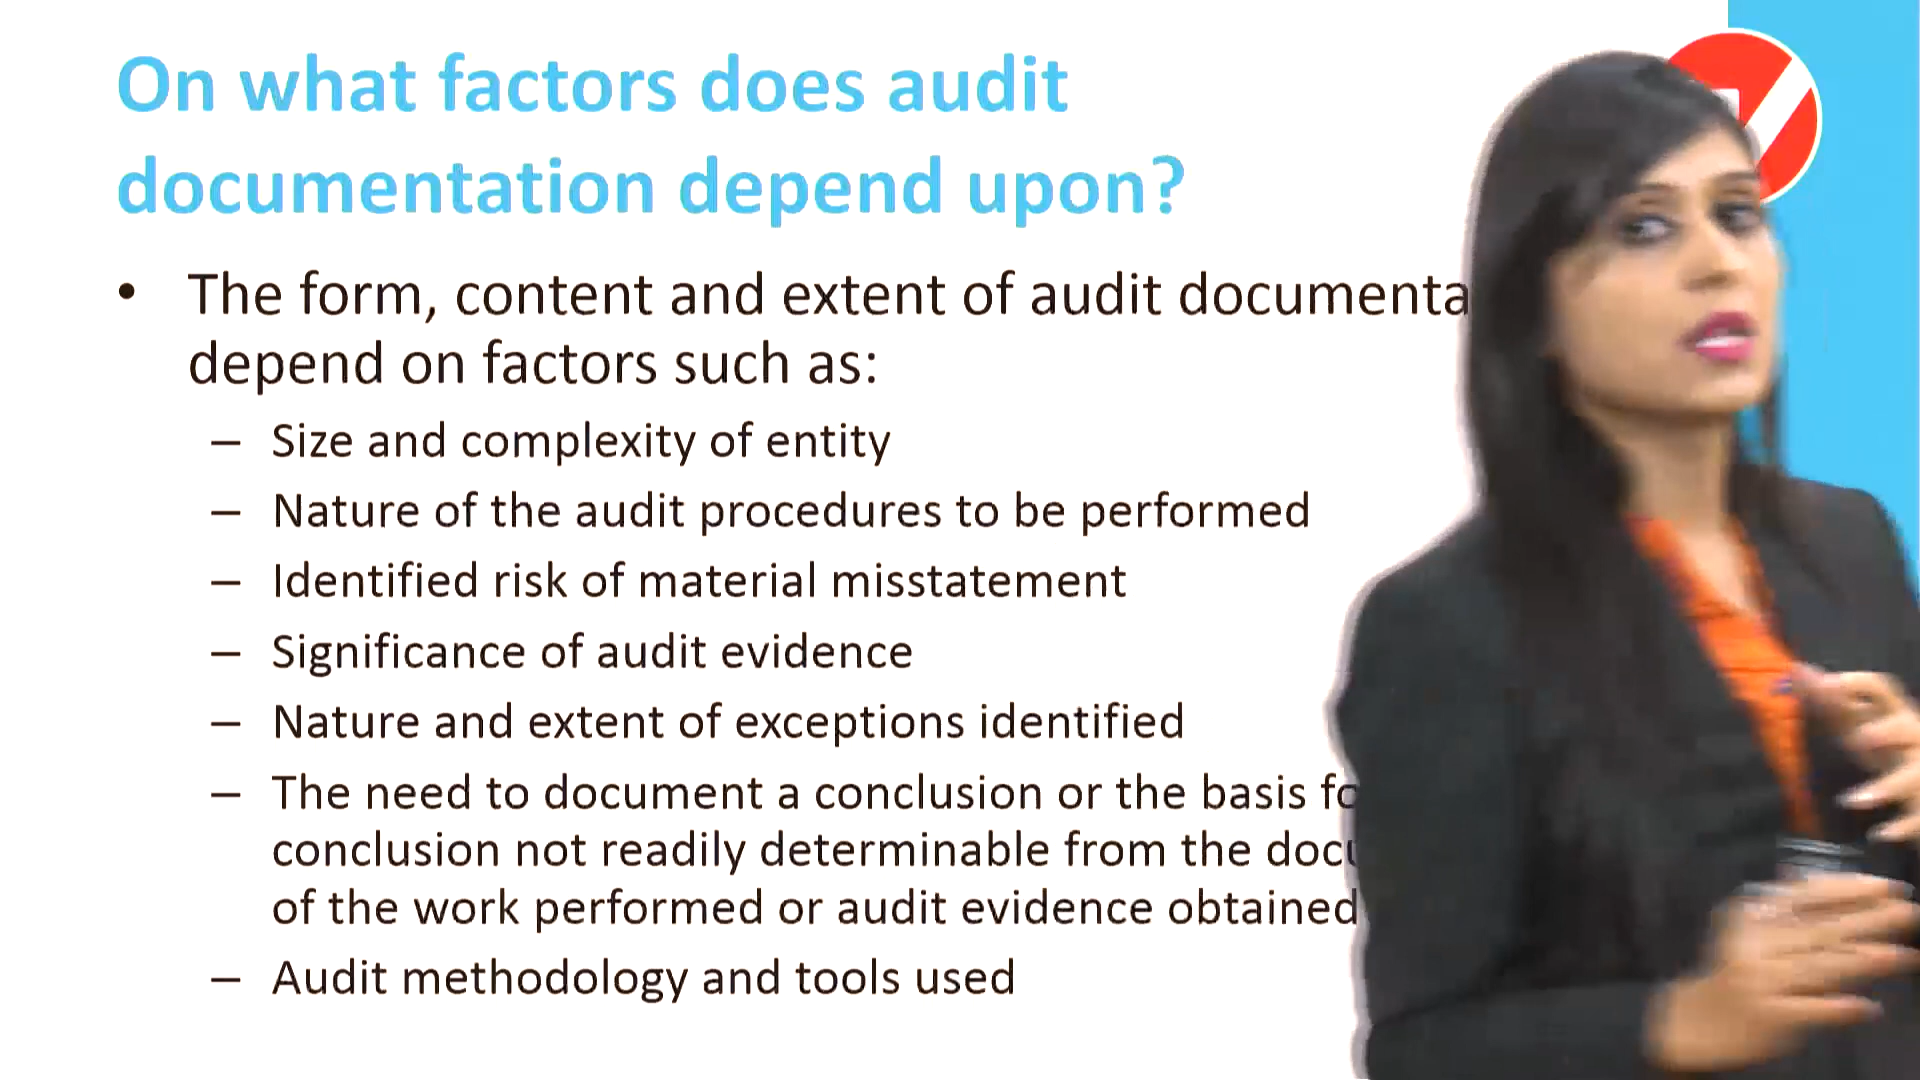 On what factors does audit
documentation depend upon?
• The form, content and extent of audit
depend on factors such as:
– Size and complexity of entity
– Nature of the audit procedures to be performed
– Identified risk of material misstatement
– Significance of audit evidence
– Nature and extent of exceptions identified
– The need to document a conclusion or the basis
conclusion not readily determinable from the
of the work performed or audit evidence obtained
– Audit methodology and tools used